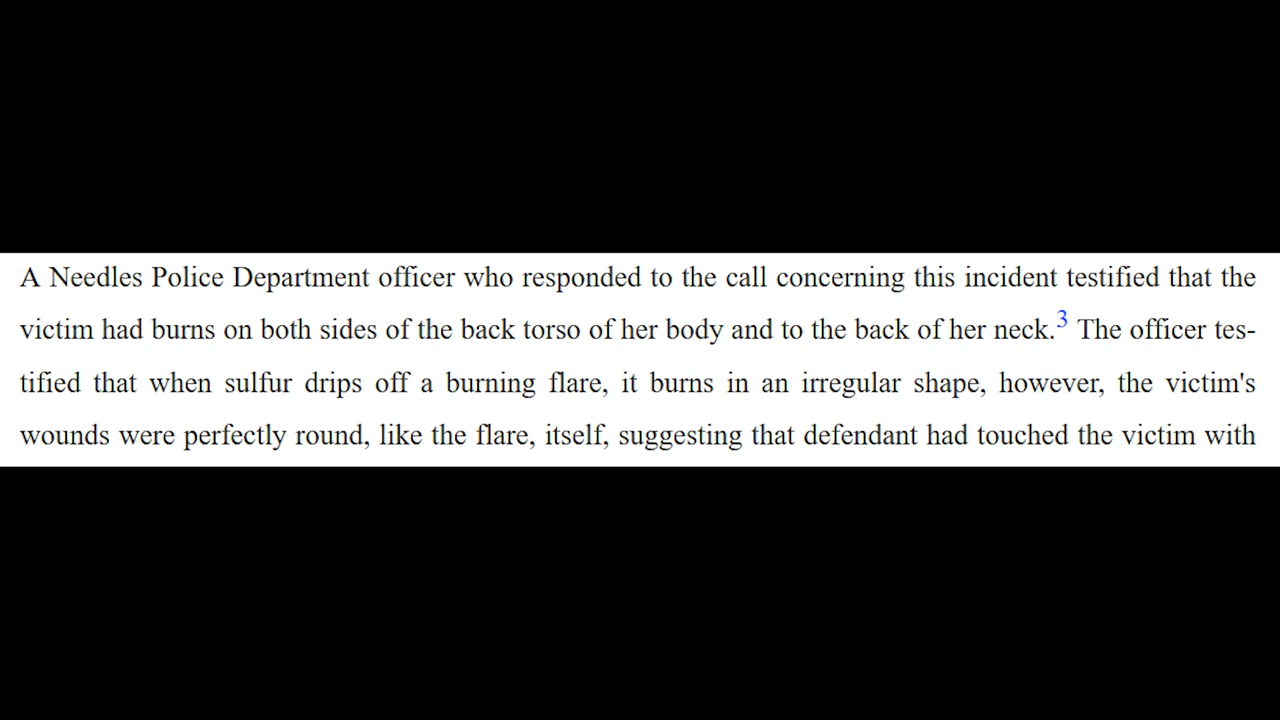 A Needles Police Department officer who responded to the call concerning this incident testified that the
victim had burns on both sides of the back torso of her body and to the back of her neck.3 The officer tes-
tified that when sulfur drips off a burning flare, it burns in an irregular shape, however, the victim's
wounds were perfectly round, like the flare, itself, suggesting that defendant had touched the victim with